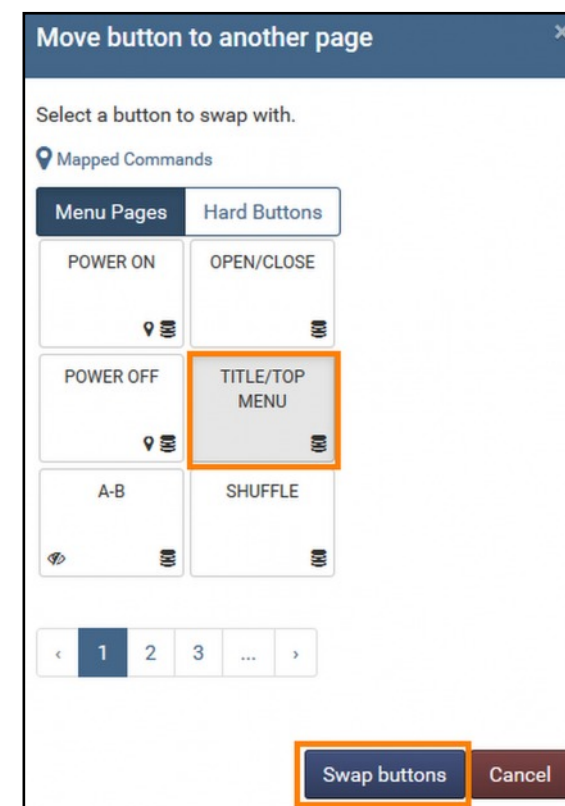 Move button to another page
×
Select a button to swap with.
Mapped Commands
Menu Pages Hard Buttons
POWER ON OPEN/CLOSE
POWER OFF TITLE/TOP
MENU
A-B SHUFFLE
‹ 1 2 3 ... ›
Swap buttons Cancel